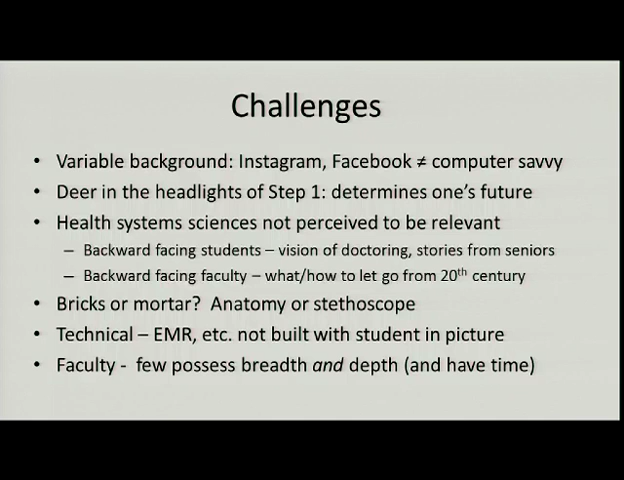 Challenges
• Variable background: Instagram, Facebook ≠ computer savvy
• Deer in the headlights of Step 1: determines one's future
• Health systems sciences not perceived to be relevant
– Backward facing students – vision of doctoring, stories from seniors
– Backward facing faculty – what/how to let go from 20th century
• Bricks or mortar? Anatomy or stethoscope
• Technical – EMR, etc. not built with student in picture
• Faculty - few possess breadth and depth (and have time)